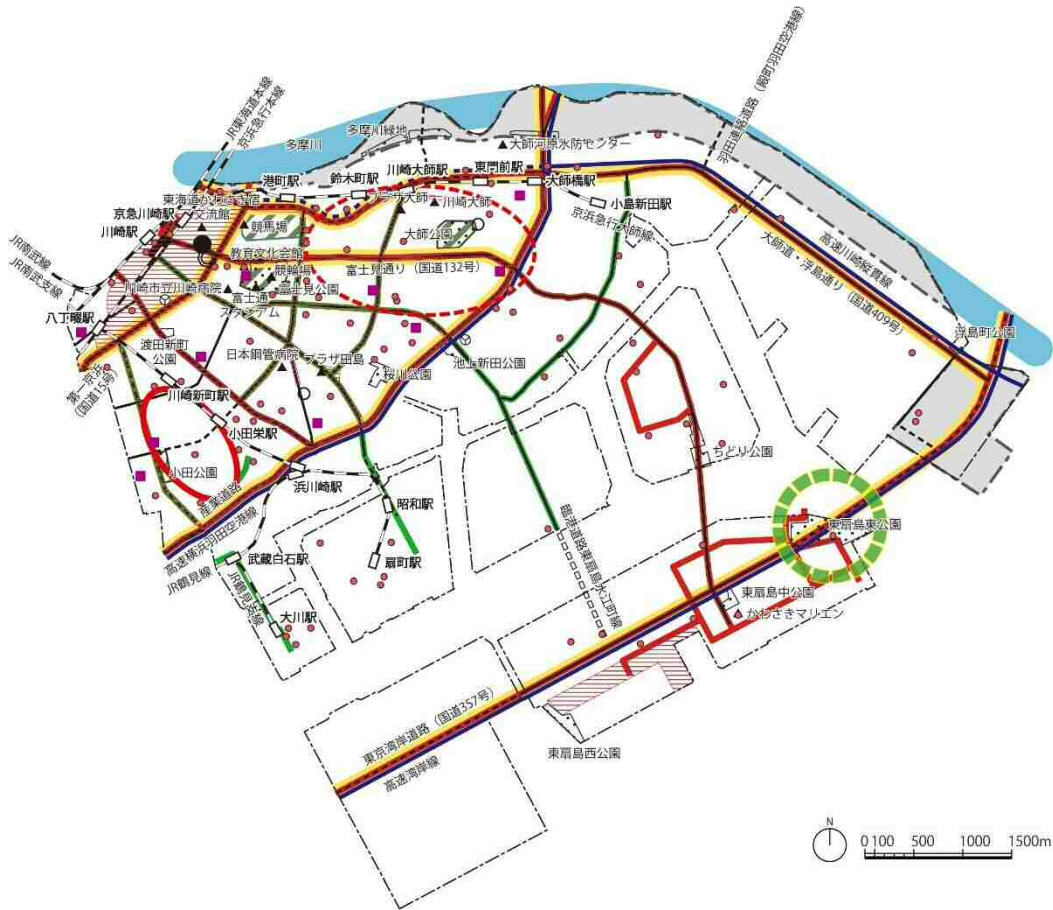 JR東海道本線
京浜急行本線
多摩川
多摩川緑地
大師河原水防センター
羽田連絡道路（殿町羽田空港線）
港町駅
鈴木町駅
川崎大師駅
東門前駅
大師橋駅
小島新田駅
京浜急行大師線
東海道かわさき宿
交流館
京急川崎駅
川崎駅
競馬場
プラザ大師
川崎大師
大師公園
JR南武線
JR南武支線
教育文化会館
富士見通り（国道132号）
競輪場
川崎市立川崎病院
富士通
スタジアム
富士見公園
高速川崎縦貫線
大師道・浮島通り（国道409号）
浮島町公園
八丁畷駅
第一京浜
（国道15号）
渡田新町
公園
日本鋼管病院
プラザ田島
桜川公園
池上新田公園
川崎新町駅
小田栄駅
小田公園
浜川崎駅
ちどり公園
産業道路
高速横浜羽田空港線
昭和駅
扇町駅
JR鶴見線
武蔵白石駅
JR鶴見支線
大川駅
臨港道路東扇島水江町線
東扇島東公園
東扇島中公園
かわさきマリエン
東京湾岸道路（国道357号）
高速湾岸線
東扇島西公園
N
0 100 500 1000 1500m